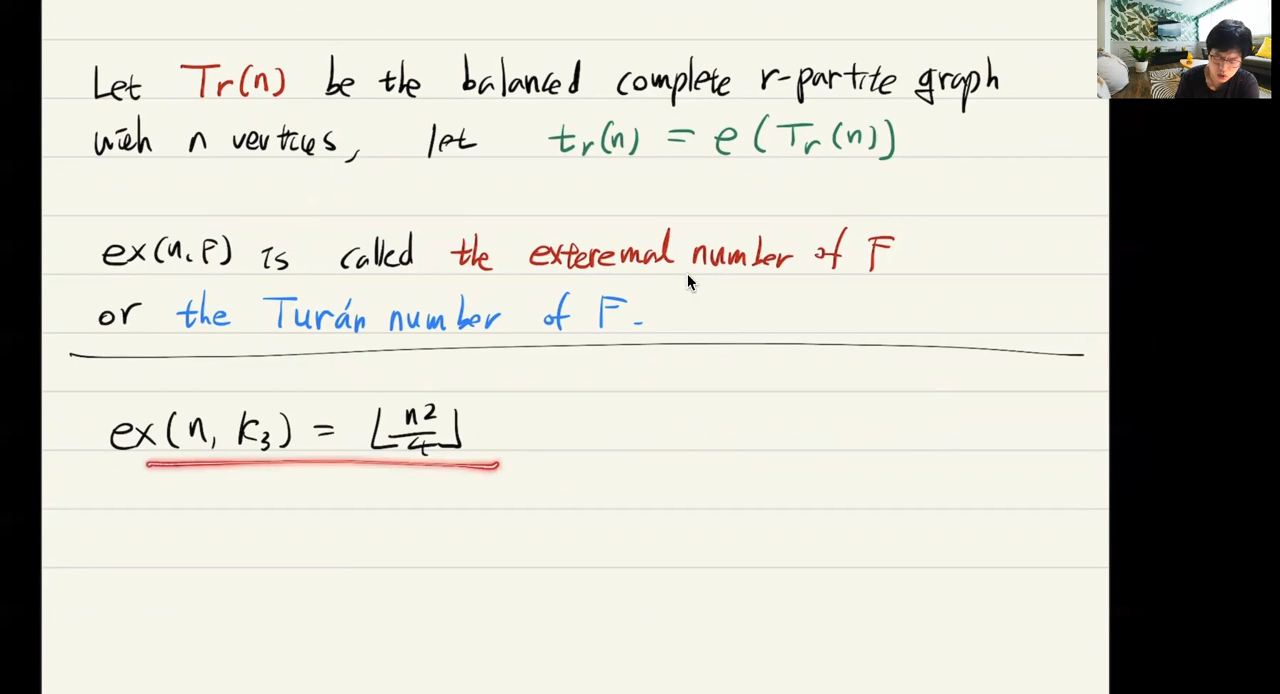 Let Tr(n) be the balanced complete r-partite graph
with n vertices, let tr(n) = e(Tr(n))
ex(n,F) is called the exteremal number of F
or the Turán number of F.
ex(n, K₃) = ⌊n²/4⌋